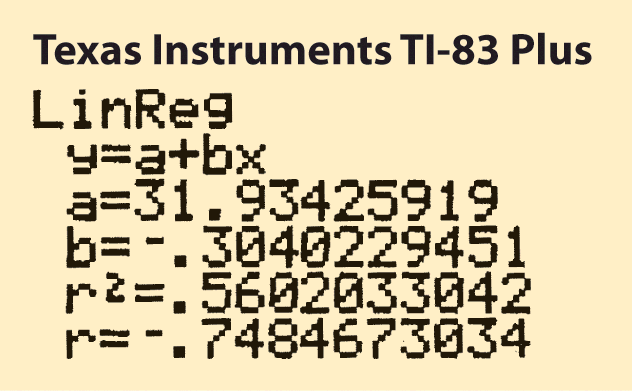 Texas Instruments TI-83 Plus
LinReg
y=a+bx
a=31.93425919
b=-.3040229451
r²=.5602033042
r=-.7484673034